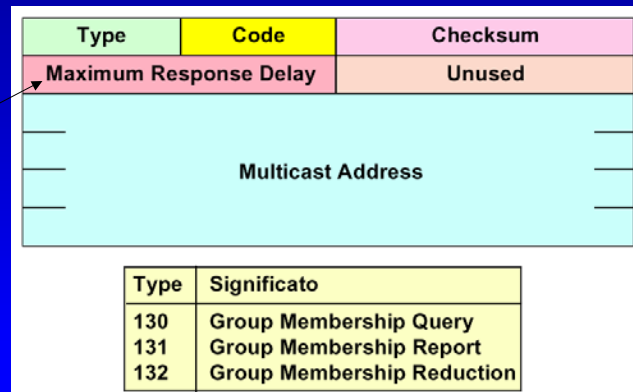 Type Code Checksum
Maximum Response Delay Unused
Multicast Address
Type Significato
130 Group Membership Query
131 Group Membership Report
132 Group Membership Reduction